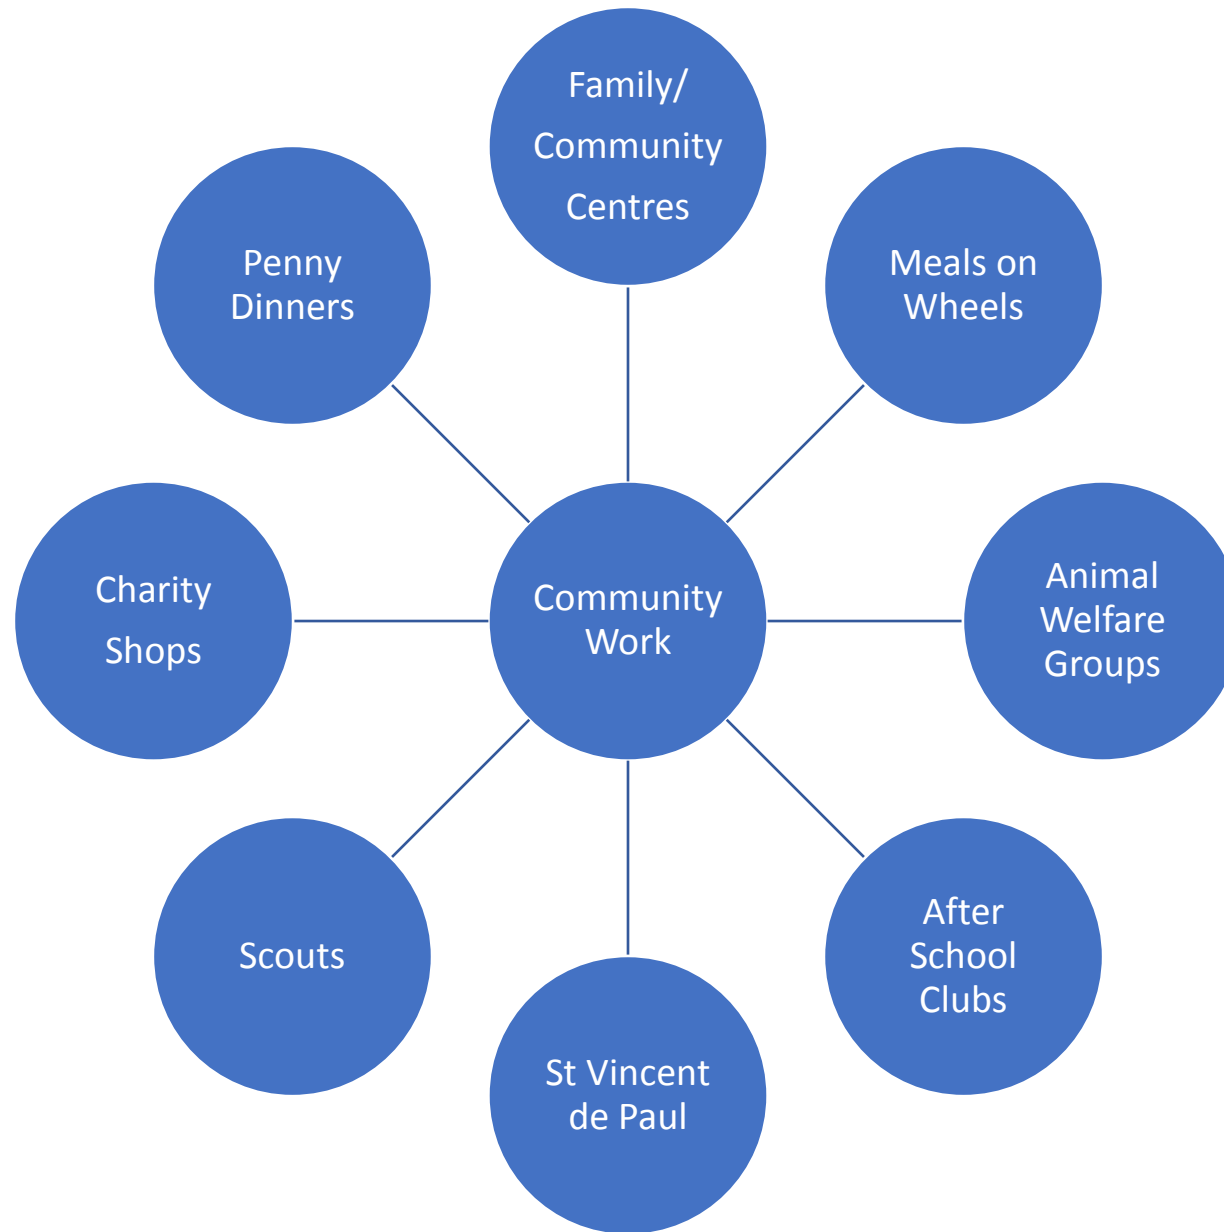 Family/
Community
Centres
Penny
Dinners
Meals on
Wheels
Charity
Shops
Community
Work
Animal
Welfare
Groups
Scouts
After
School
Clubs
St Vincent
de Paul